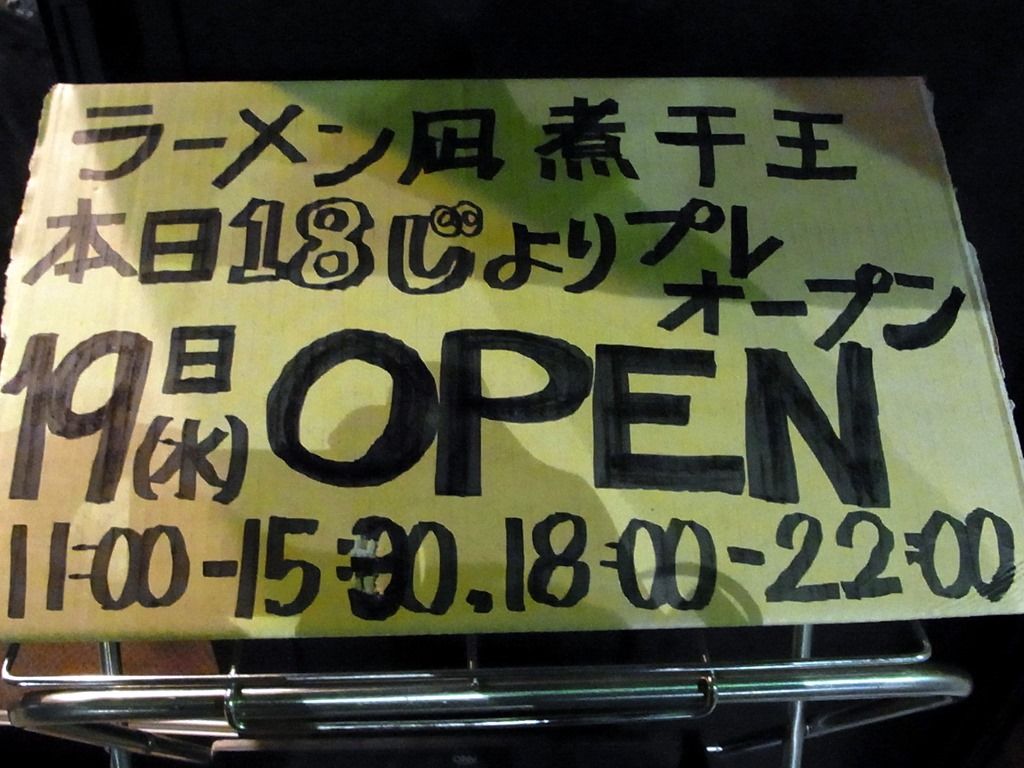 ラーメン凪 煮干王
本日18じよりプレオープン
19日(水) OPEN
11:00-15:30.18:00-22:00